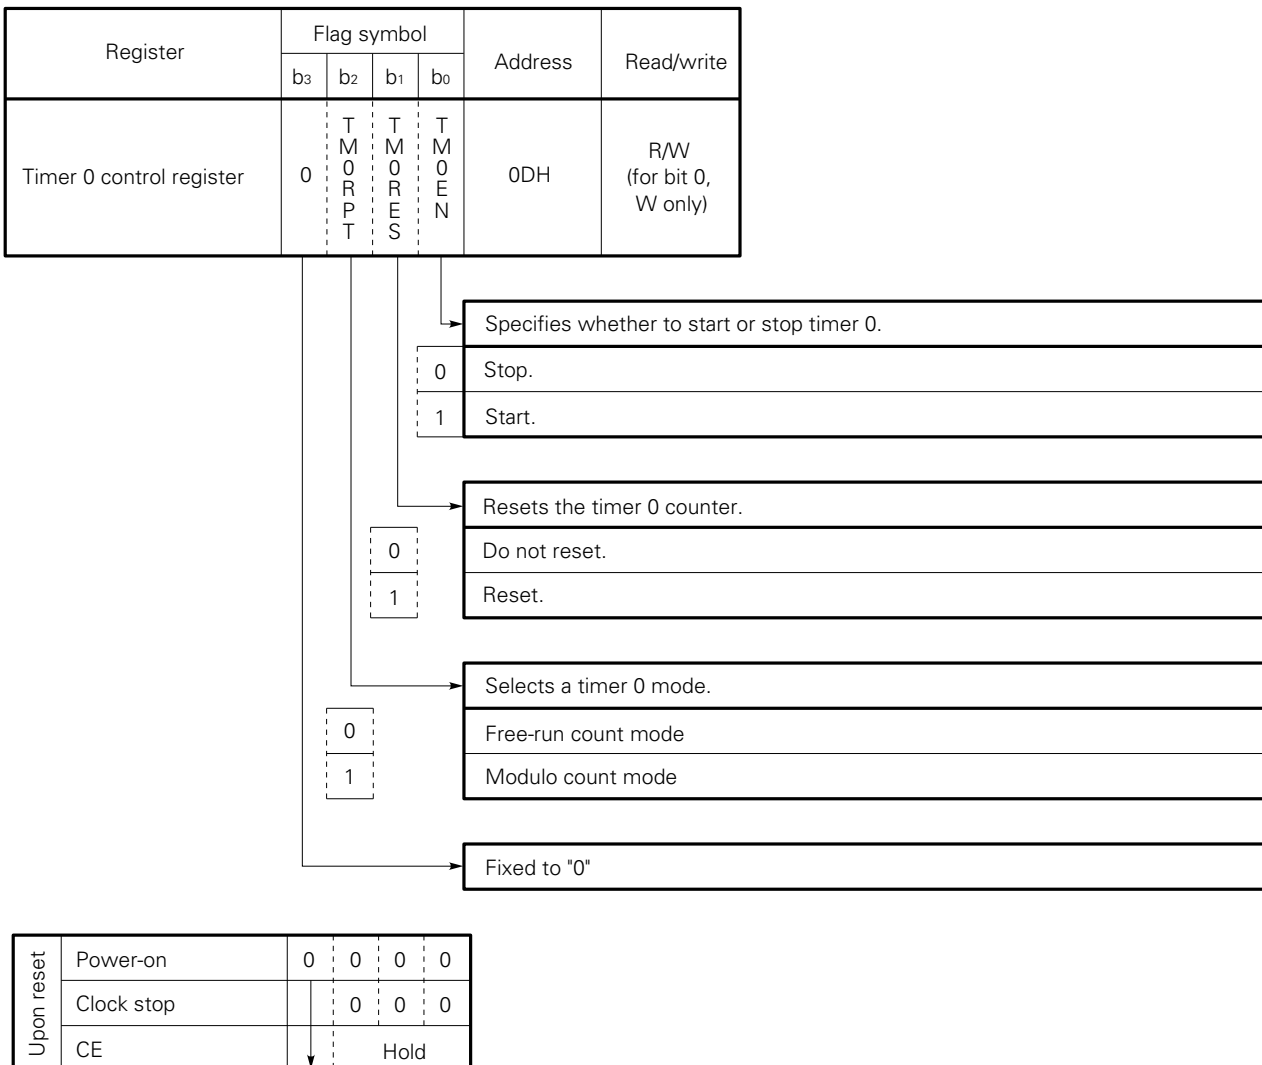 Register Flag symbol Address Read/write
b3 b2 b1 b0
Timer 0 control register 0 TM0RPT TM0RES TM0EN 0DH R/W
(for bit 0,
W only)
Specifies whether to start or stop timer 0.
0 Stop.
1 Start.
Resets the timer 0 counter.
0 Do not reset.
1 Reset.
Selects a timer 0 mode.
0 Free-run count mode
1 Modulo count mode
Fixed to "0"
Upon reset
Power-on 0 0 0 0
Clock stop 0 0 0
CE Hold